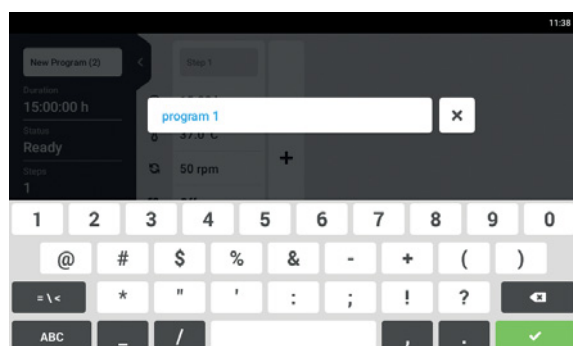 11:38
New Program (2)
Step 1
Duration
15:00:00 h
program 1
Status
37.0°C
Ready
50 rpm
Steps
1
+
1 2 3 4 5 6 7 8 9 0
@ # $ % & - + ( )
= \ < * " ' : ; ! ?
ABC _ / , .